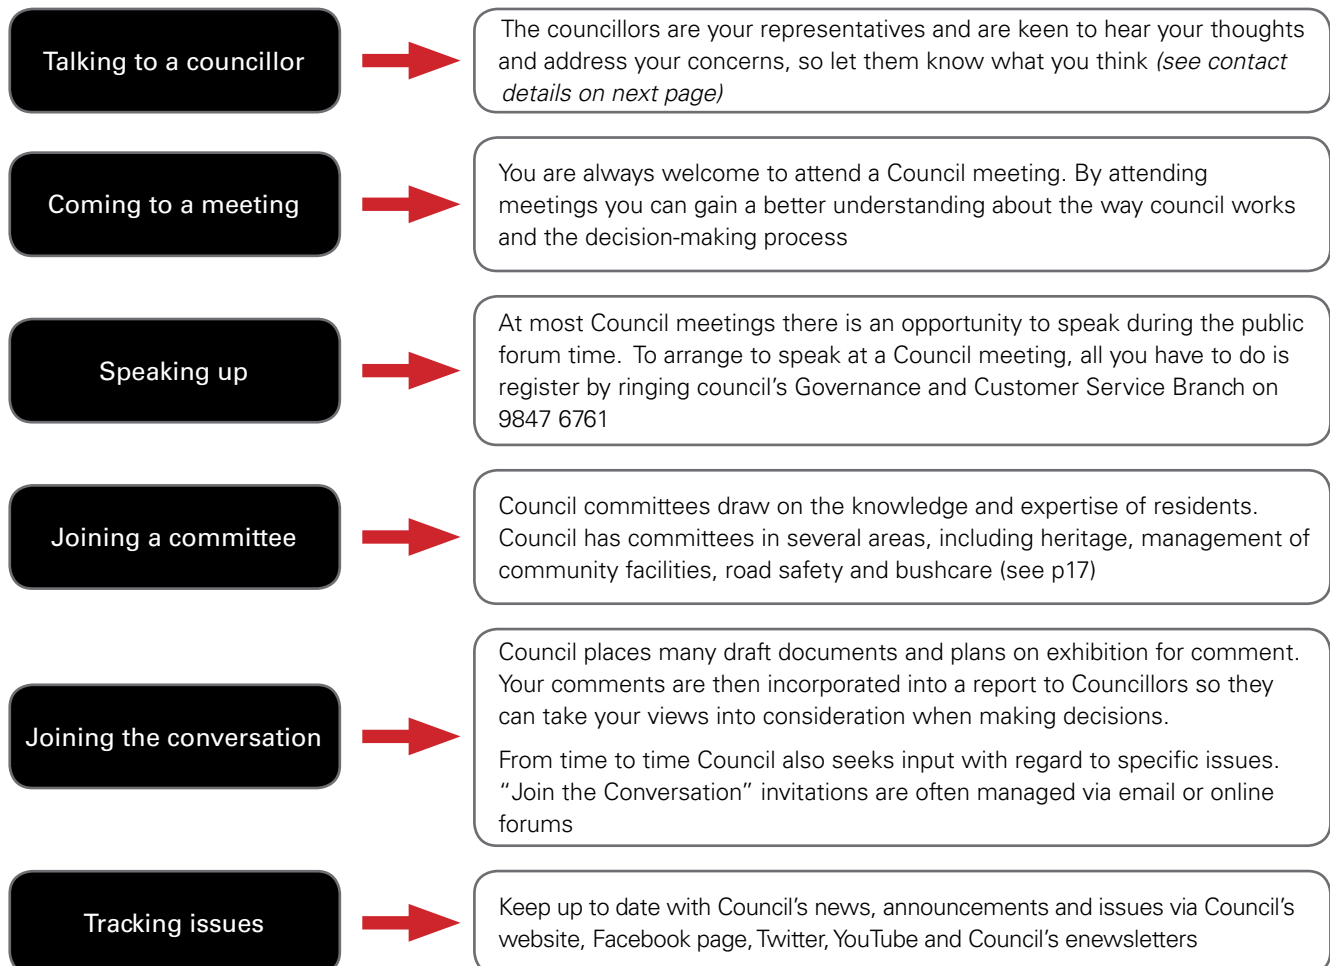 Talking to a councillor
The councillors are your representatives and are keen to hear your thoughts
and address your concerns, so let them know what you think (see contact
details on next page)
Coming to a meeting
You are always welcome to attend a Council meeting. By attending
meetings you can gain a better understanding about the way council works
and the decision-making process
Speaking up
At most Council meetings there is an opportunity to speak during the public
forum time. To arrange to speak at a Council meeting, all you have to do is
register by ringing council’s Governance and Customer Service Branch on
9847 6761
Joining a committee
Council committees draw on the knowledge and expertise of residents.
Council has committees in several areas, including heritage, management of
community facilities, road safety and bushcare (see p17)
Joining the conversation
Council places many draft documents and plans on exhibition for comment.
Your comments are then incorporated into a report to Councillors so they
can take your views into consideration when making decisions.
From time to time Council also seeks input with regard to specific issues.
“Join the Conversation” invitations are often managed via email or online
forums
Tracking issues
Keep up to date with Council’s news, announcements and issues via Council’s
website, Facebook page, Twitter, YouTube and Council’s enewsletters